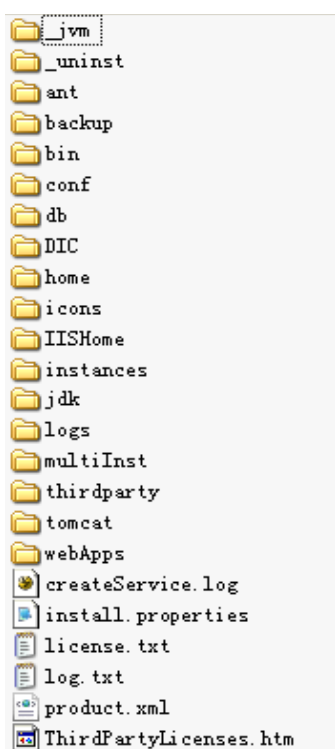 _jvm
_uninst
ant
backup
bin
conf
db
DIC
home
icons
IISHome
instances
jdk
logs
multiInst
thirdparty
tomcat
webApps
createService.log
install.properties
license.txt
log.txt
product.xml
ThirdPartyLicenses.htm